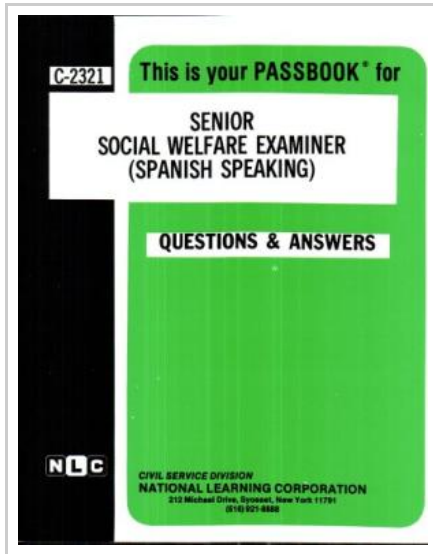 C-2321
This is your PASSBOOK® for
SENIOR
SOCIAL WELFARE EXAMINER
(SPANISH SPEAKING)
QUESTIONS & ANSWERS
NLC
CIVIL SERVICE DIVISION
NATIONAL LEARNING CORPORATION
212 Michael Drive, Syosset, New York 11791
(516) 921-8888